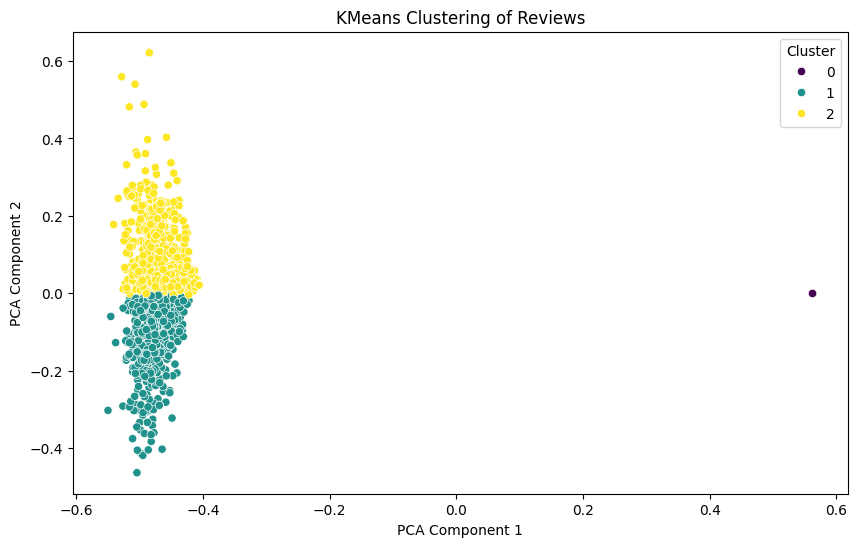 KMeans Clustering of Reviews
Cluster
0
1
2
PCA Component 2
0.6
0.4
0.2
0.0
−0.2
−0.4
−0.6 −0.4 −0.2 0.0 0.2 0.4 0.6
PCA Component 1